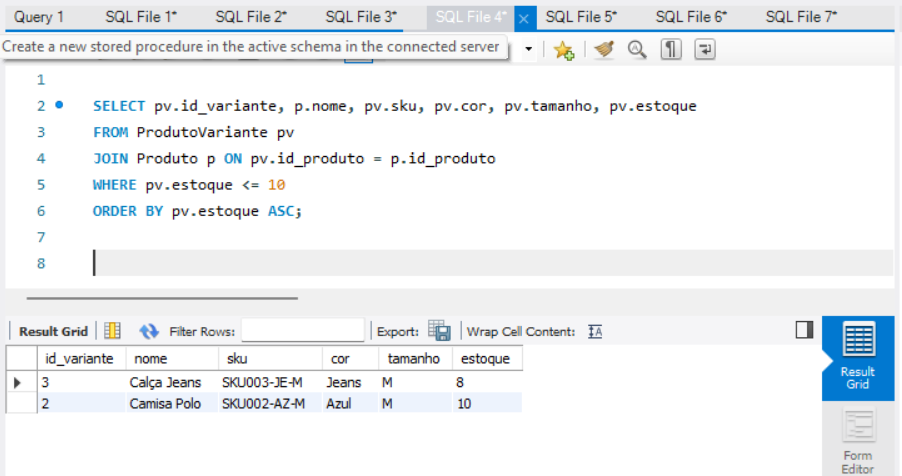 Query 1 SQL File 1* SQL File 2* SQL File 3* SQL File 4* SQL File 5* SQL File 6* SQL File 7*
Create a new stored procedure in the active schema in the connected server
1
2 SELECT pv.id_variante, p.nome, pv.sku, pv.cor, pv.tamanho, pv.estoque
3 FROM ProdutoVariante pv
4 JOIN Produto p ON pv.id_produto = p.id_produto
5 WHERE pv.estoque <= 10
6 ORDER BY pv.estoque ASC;
7
8
Result Grid Filter Rows: Export: Wrap Cell Content:
id_variante nome sku cor tamanho estoque
3 Calça Jeans SKU003-JE-M Jeans M 8
2 Camisa Polo SKU002-AZ-M Azul M 10
Result
Grid
Form
Editor